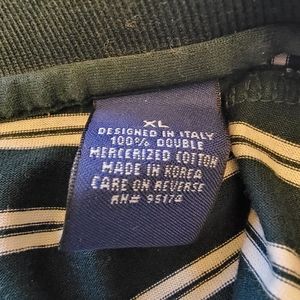 XL
DESIGNED IN ITALY
100% DOUBLE
MERCERIZED COTTON
MADE IN KOREA
CARE ON REVERSE
RN# 95174